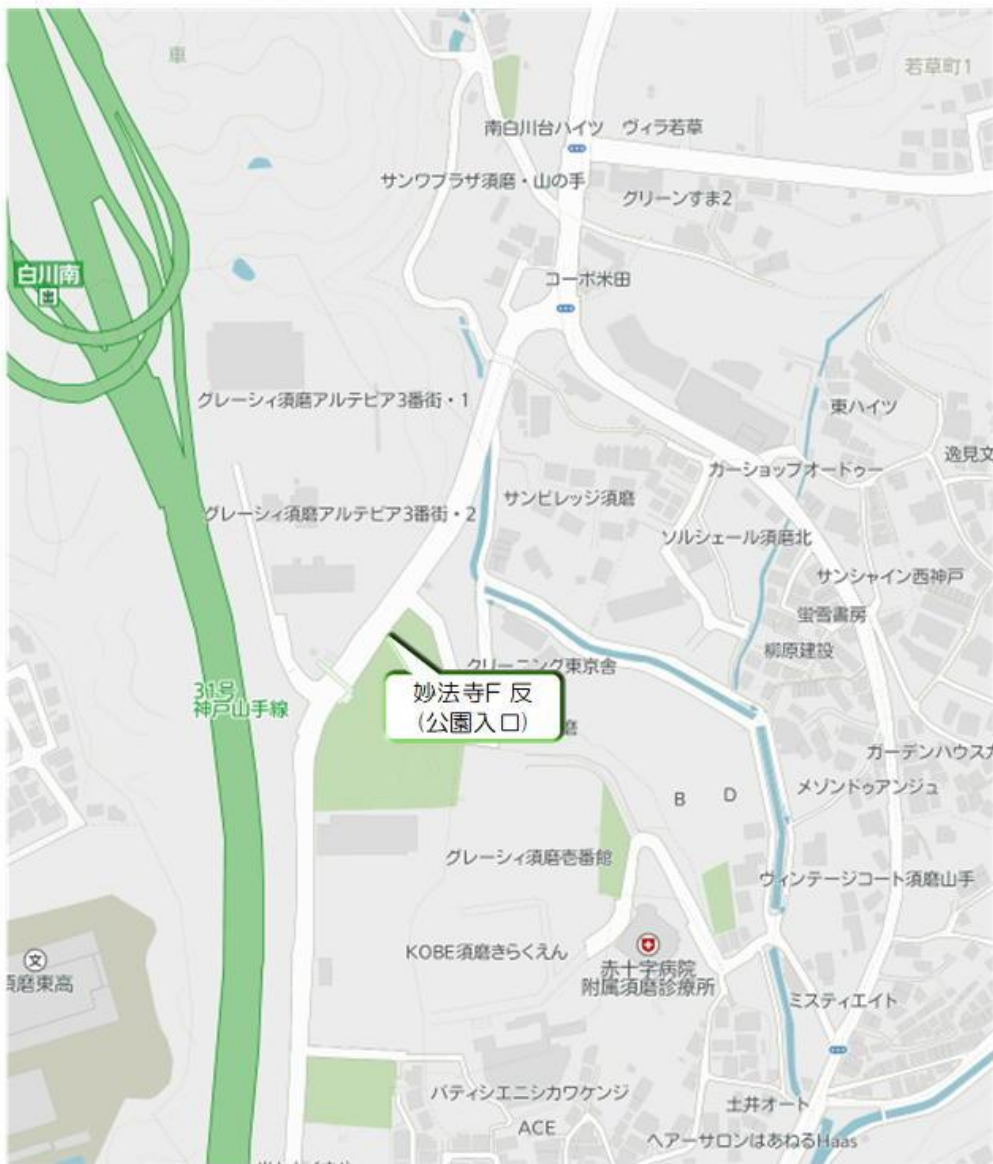 車
若草町1
南白川台ハイツ
ヴィラ若草
サンワプラザ須磨・山の手
グリーンすま2
白川南
出
コーポ米田
グレーシィ須磨アルテピア3番街・1
東ハイツ
逸見文
カーショップオードゥー
サンビレッジ須磨
グレーシィ須磨アルテピア3番街・2
ソルシェール須磨北
サンシャイン西神戸
蛍雪書房
柳原建設
クリーニング東京舎
31号
神戸山手線
妙法寺F 反
(公園入口)
磨
ガーデンハウスカ
メゾンドゥアンジュ
B
D
グレーシィ須磨壱番館
ヴィンテージコート須磨山手
KOBE須磨きらくえん
文
須磨東高
赤十字病院
附属須磨診療所
ミスティエイト
パティシエニシカワケンジ
土井オート
ACE
ヘアーサロンはあねるHaas